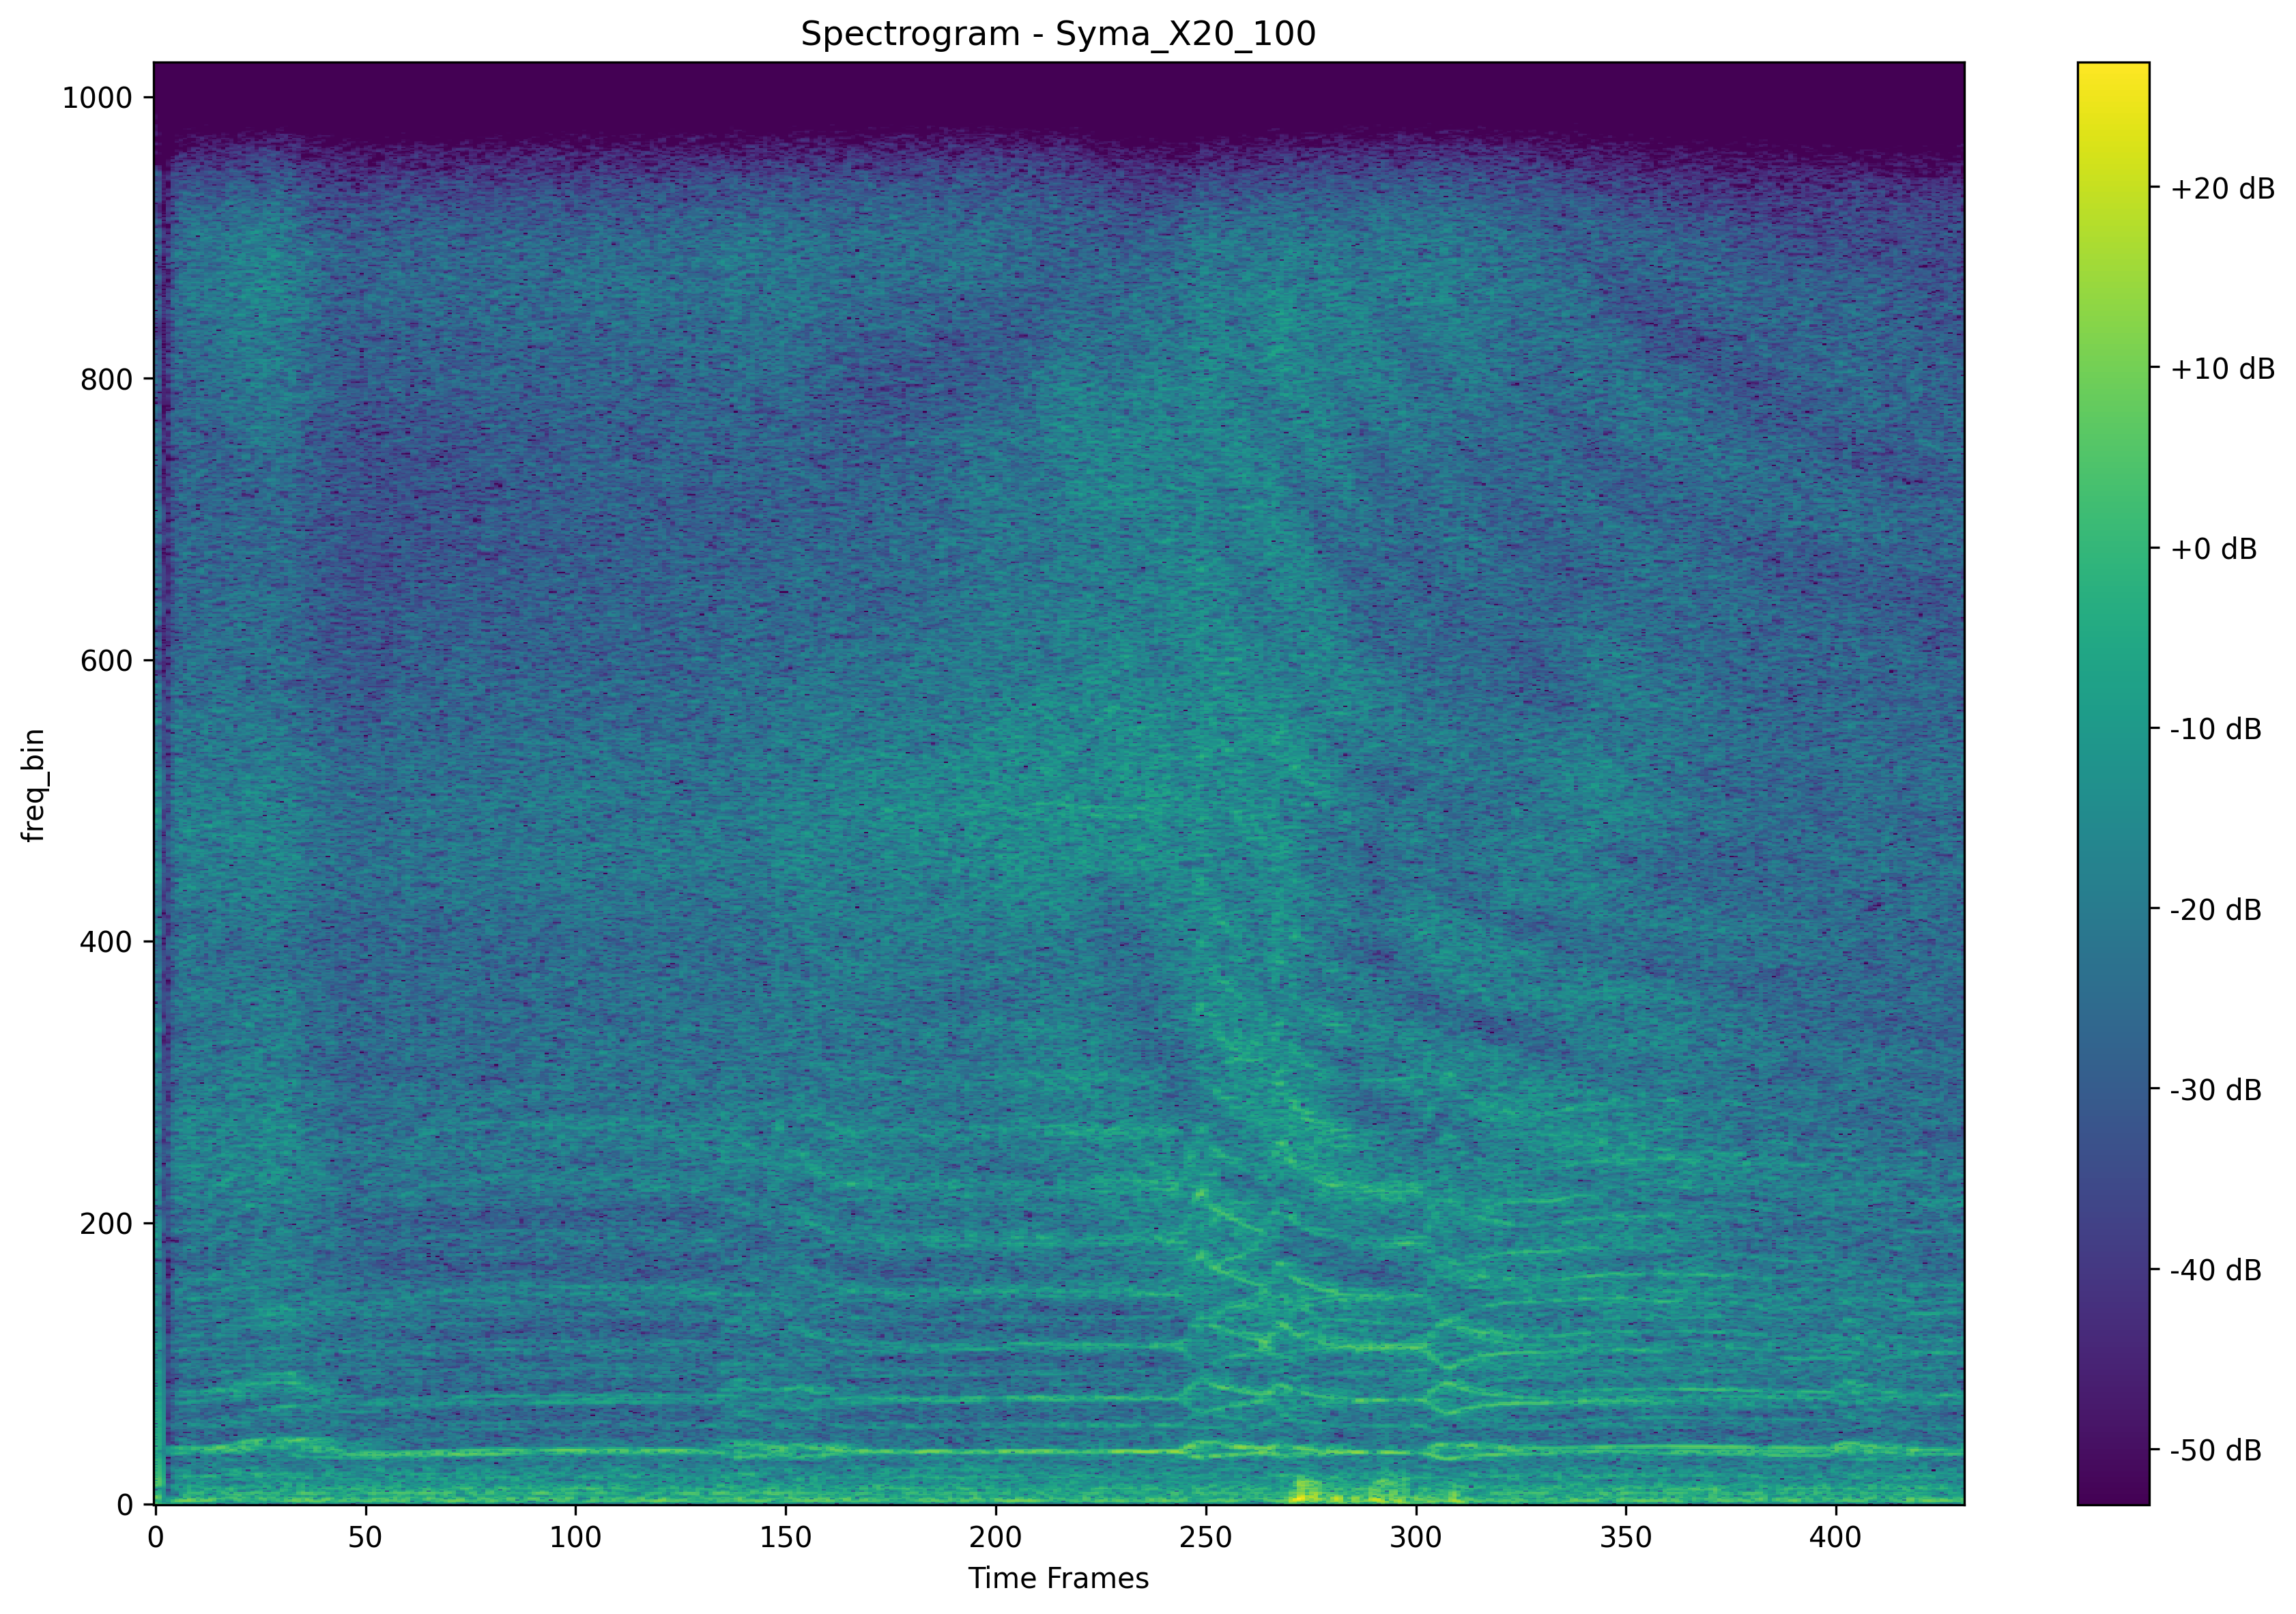 Spectrogram - Syma_X20_100
1000
800
600
400
200
0
freq_bin
0 50 100 150 200 250 300 350 400
Time Frames
+20 dB
+10 dB
+0 dB
-10 dB
-20 dB
-30 dB
-40 dB
-50 dB